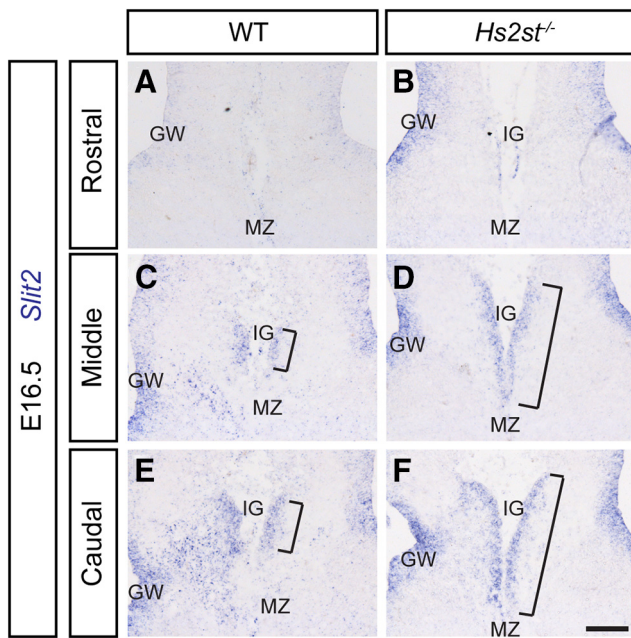 WT
Hs2st-/-
E16.5 Slit2
Rostral
A
GW
MZ
B
GW
IG
MZ
Middle
C
IG
GW
MZ
D
IG
GW
MZ
Caudal
E
IG
GW
MZ
F
IG
GW
MZ